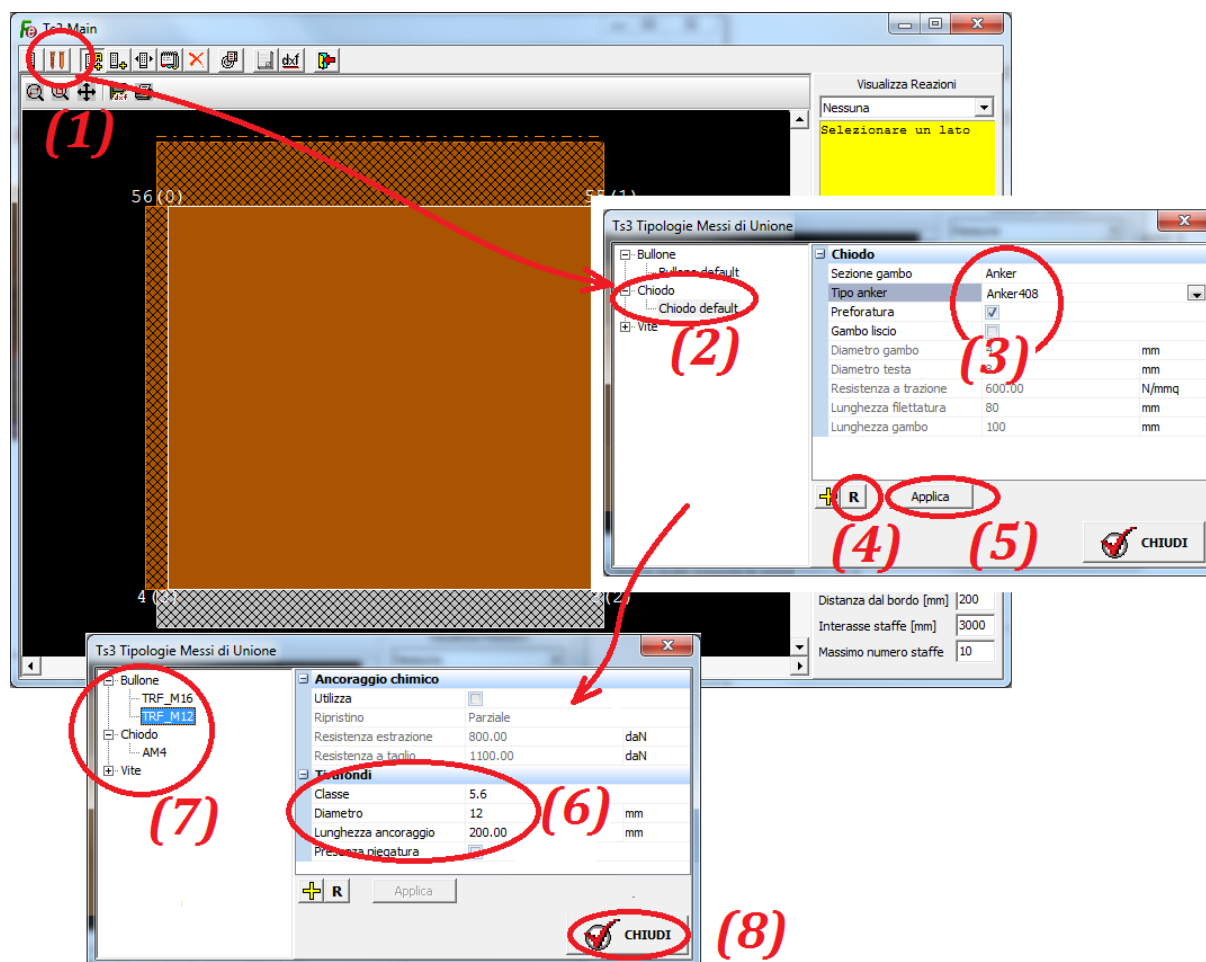 Ts3 Main
dxf
dxf
(1)
Visualizza Reazioni
Nessuna
Selezionare un lato
56(0)
55(1)
4(3)
(2)
Distanza dal bordo [mm] 200
Interasse staffe [mm] 3000
Massimo numero staffe 10
Ts3 Tipologie Messi di Unione
Bullone
Bullone default
Chiodo
Chiodo default
Vite
(2)
Chiodo
Sezione gambo Anker
Tipo anker Anker408
Preforatura
Gambo liscio
Diametro gambo 4 mm
Diametro testa mm
Resistenza a trazione 600.00 N/mmq
Lunghezza filettatura 80 mm
Lunghezza gambo 100 mm
(3)
R Applica
(4)
(5)
CHIUDI
Ts3 Tipologie Messi di Unione
Bullone
TRF_M16
TRF_M12
Chiodo
AM4
Vite
(7)
Ancoraggio chimico
Utilizza
Ripristino Parziale
Resistenza estrazione 800.00 daN
Resistenza a taglio 1100.00 daN
Tirafondi
Classe 5.6
Diametro 12 mm
Lunghezza ancoraggio 200.00 mm
Presenza piegatura
(6)
R Applica
CHIUDI
(8)